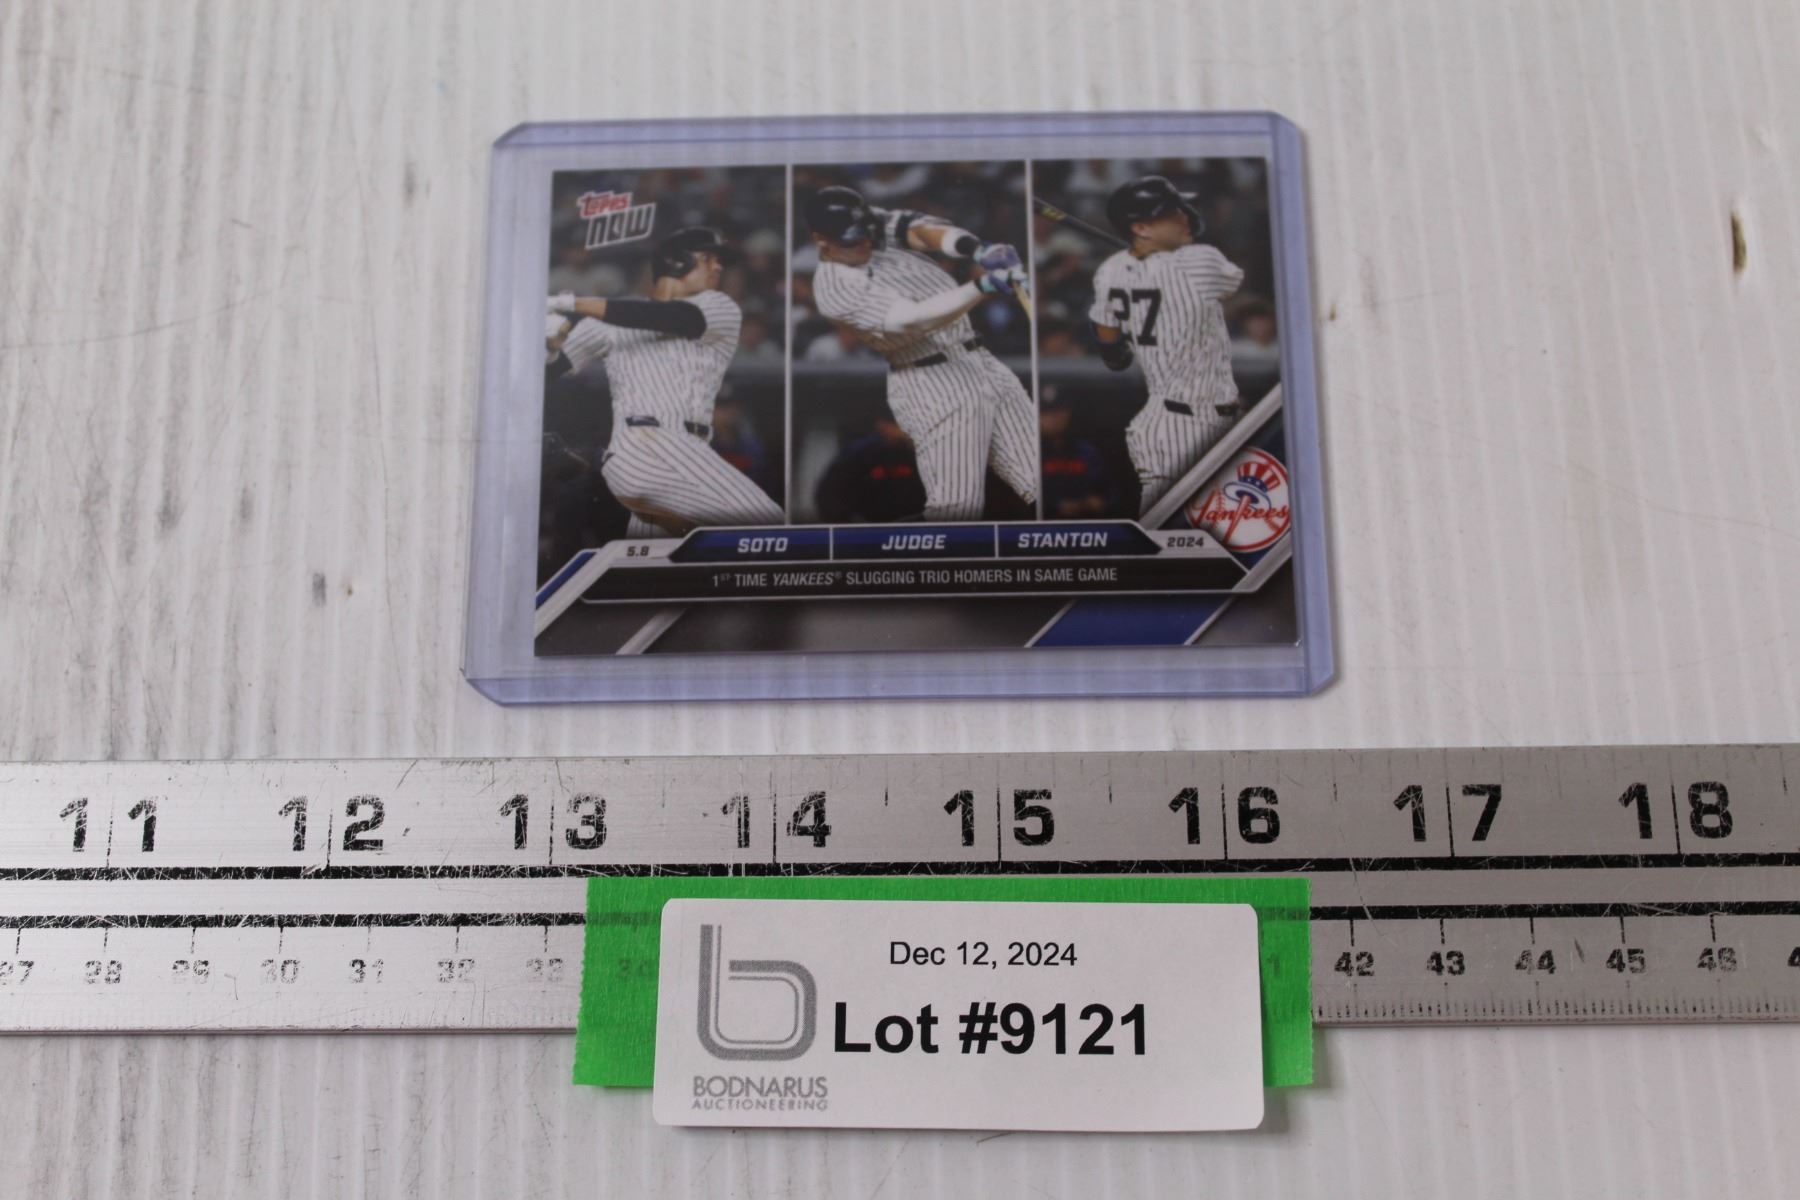 TOPPS
NOW
27
Yankees
5.8 SOTO JUDGE STANTON 2024
1ST TIME YANKEES® SLUGGING TRIO HOMERS IN SAME GAME
11 12 13 14 15 16 17 18
27 28 29 30 31 32 33 34 42 43 44 45 46
Dec 12, 2024
Lot #9121
BODNARUS
AUCTIONEERING